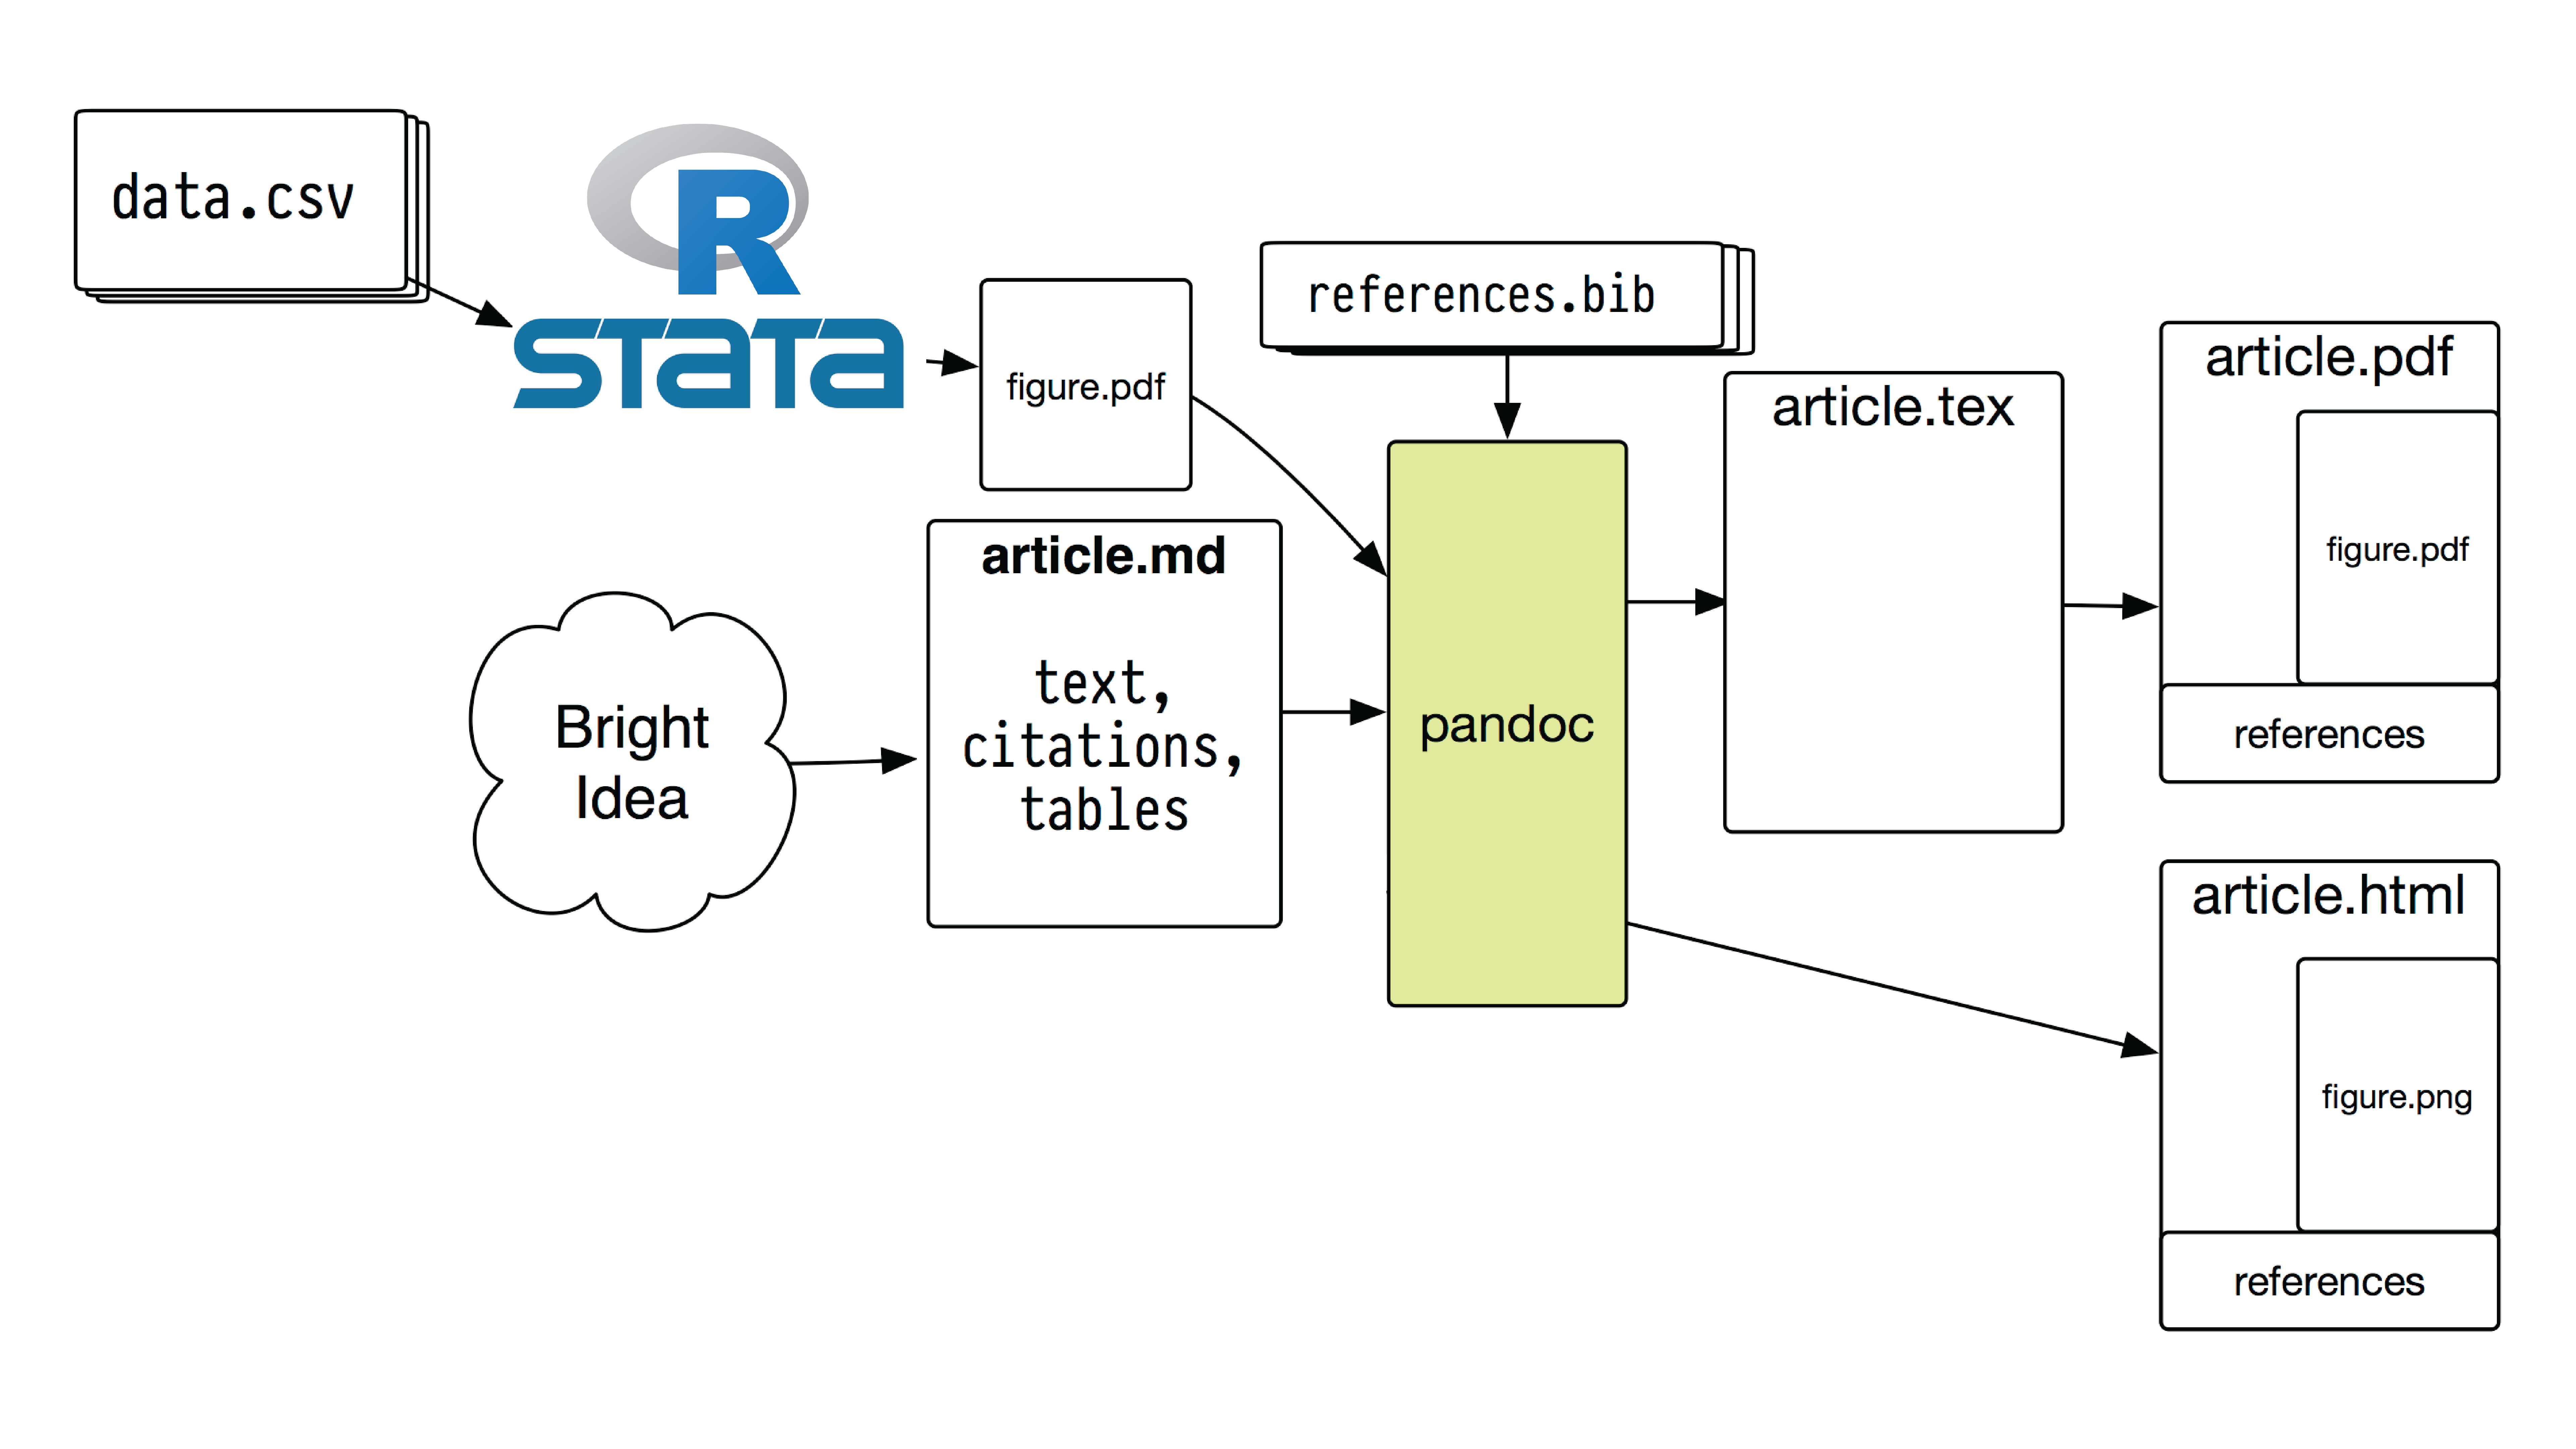 data.csv
R
STATA
figure.pdf
references.bib
article.md
text,
citations,
tables
Bright
Idea
pandoc
article.tex
article.pdf
figure.pdf
references
article.html
figure.png
references